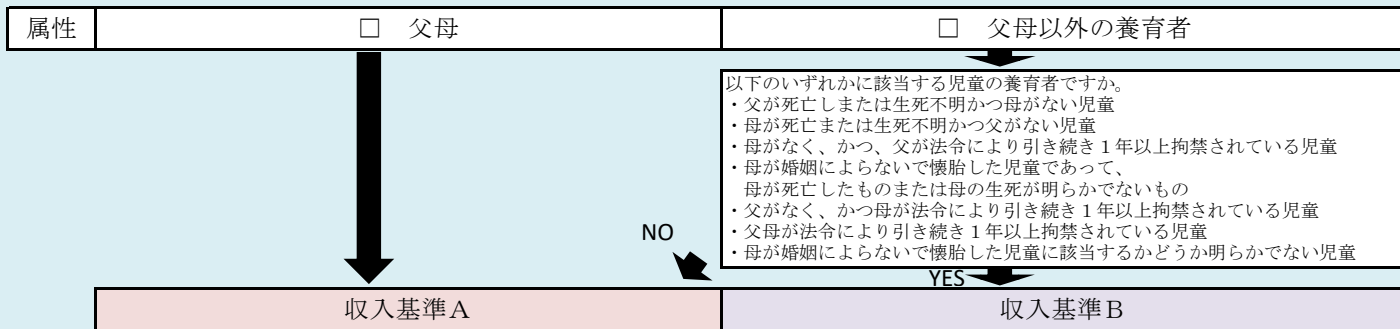 属性
□ 父母
□ 父母以外の養育者
以下のいずれかに該当する児童の養育者ですか。
・父が死亡しまたは生死不明かつ母がない児童
・母が死亡または生死不明かつ父がない児童
・母がなく、かつ、父が法令により引き続き１年以上拘禁されている児童
・母が婚姻によらないで懐胎した児童であって、
母が死亡したものまたは母の生死が明らかでないもの
・父がなく、かつ母が法令により引き続き１年以上拘禁されている児童
・父母が法令により引き続き１年以上拘禁されている児童
・母が婚姻によらないで懐胎した児童に該当するかどうか明らかでない児童
NO
YES
収入基準Ａ
収入基準Ｂ